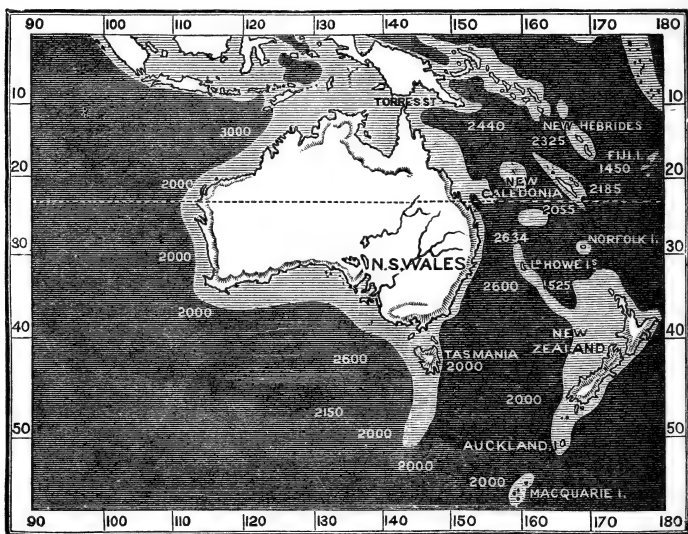 90 100 110 120 130 140 150 160 170 180
10 10
TORRES ST
3000
2440
NEW HEBRIDES
2325
FIJI I.
1450
20 20
2000
NEW
CALEDONIA
2185
2055
2634
NORFOLK I.
30 30
2000
N.S.WALES
Ld HOWE Is
2600
1525
2000
40 40
NEW
ZEALAND
2600
TASMANIA
2000
2000
2150
50 50
2000
AUCKLAND I.
2000
2000
MACQUARIE I.
90 100 110 120 130 140 150 160 170 180